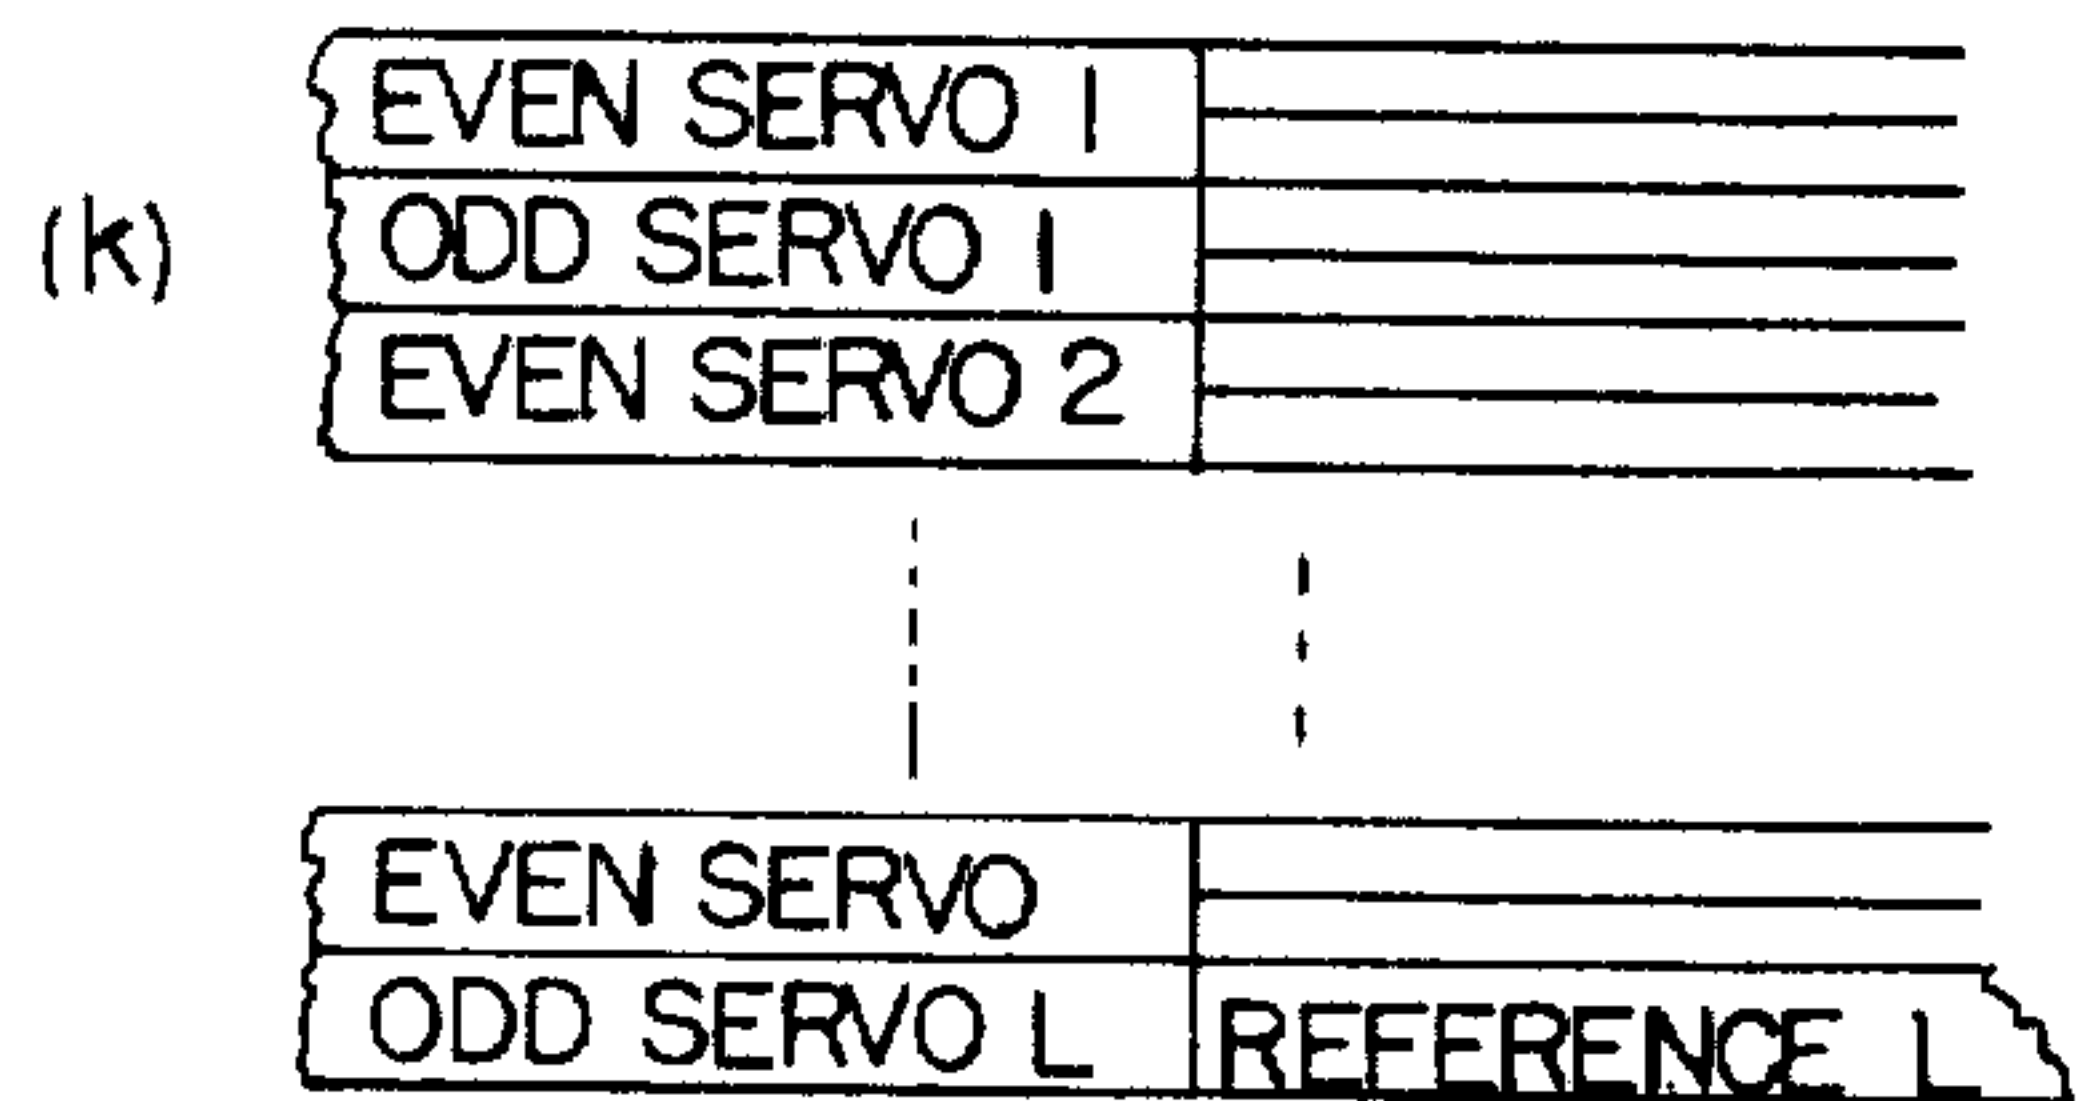 (k)
EVEN SERVO 1
ODD SERVO 1
EVEN SERVO 2
EVEN SERVO
ODD SERVO L REFERENCE L